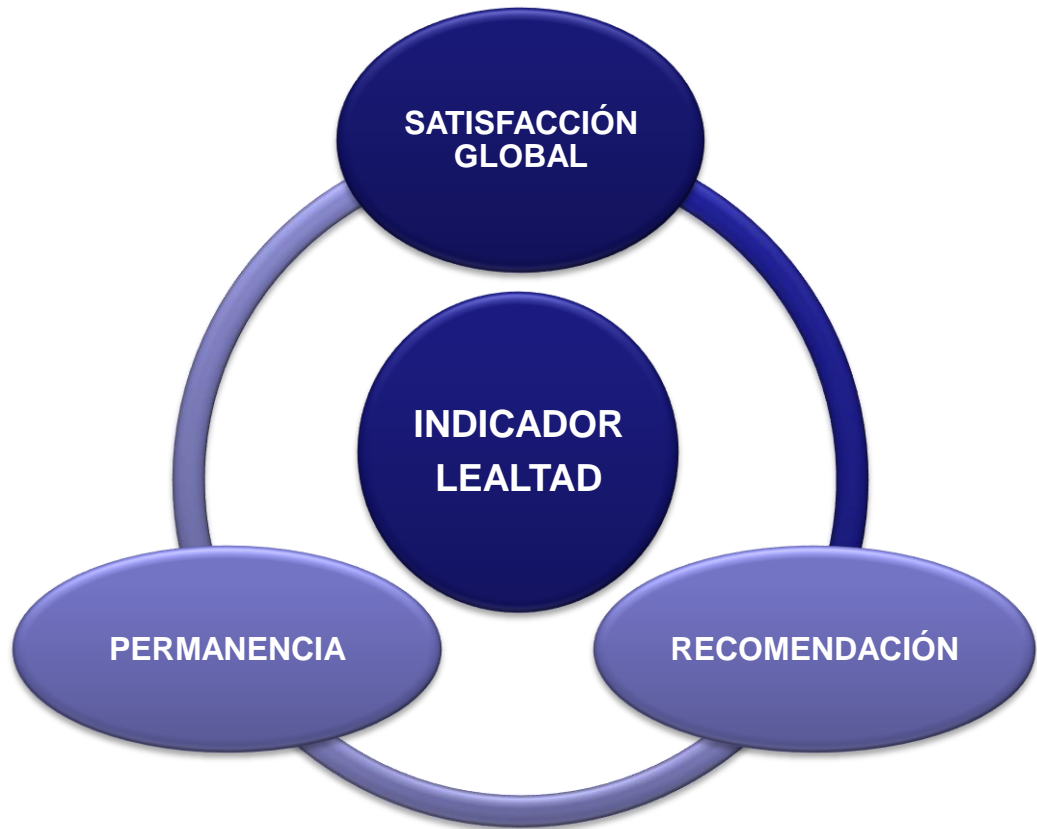 SATISFACCIÓN
GLOBAL
INDICADOR
LEALTAD
PERMANENCIA
RECOMENDACIÓN